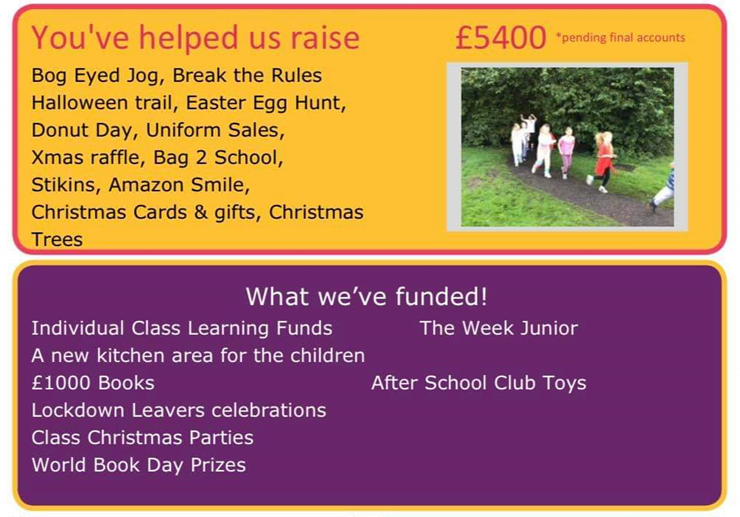 You've helped us raise £5400 *pending final accounts
Bog Eyed Jog, Break the Rules
Halloween trail, Easter Egg Hunt,
Donut Day, Uniform Sales,
Xmas raffle, Bag 2 School,
Stikins, Amazon Smile,
Christmas Cards & gifts, Christmas
Trees
What we’ve funded!
Individual Class Learning Funds The Week Junior
A new kitchen area for the children
£1000 Books After School Club Toys
Lockdown Leavers celebrations
Class Christmas Parties
World Book Day Prizes